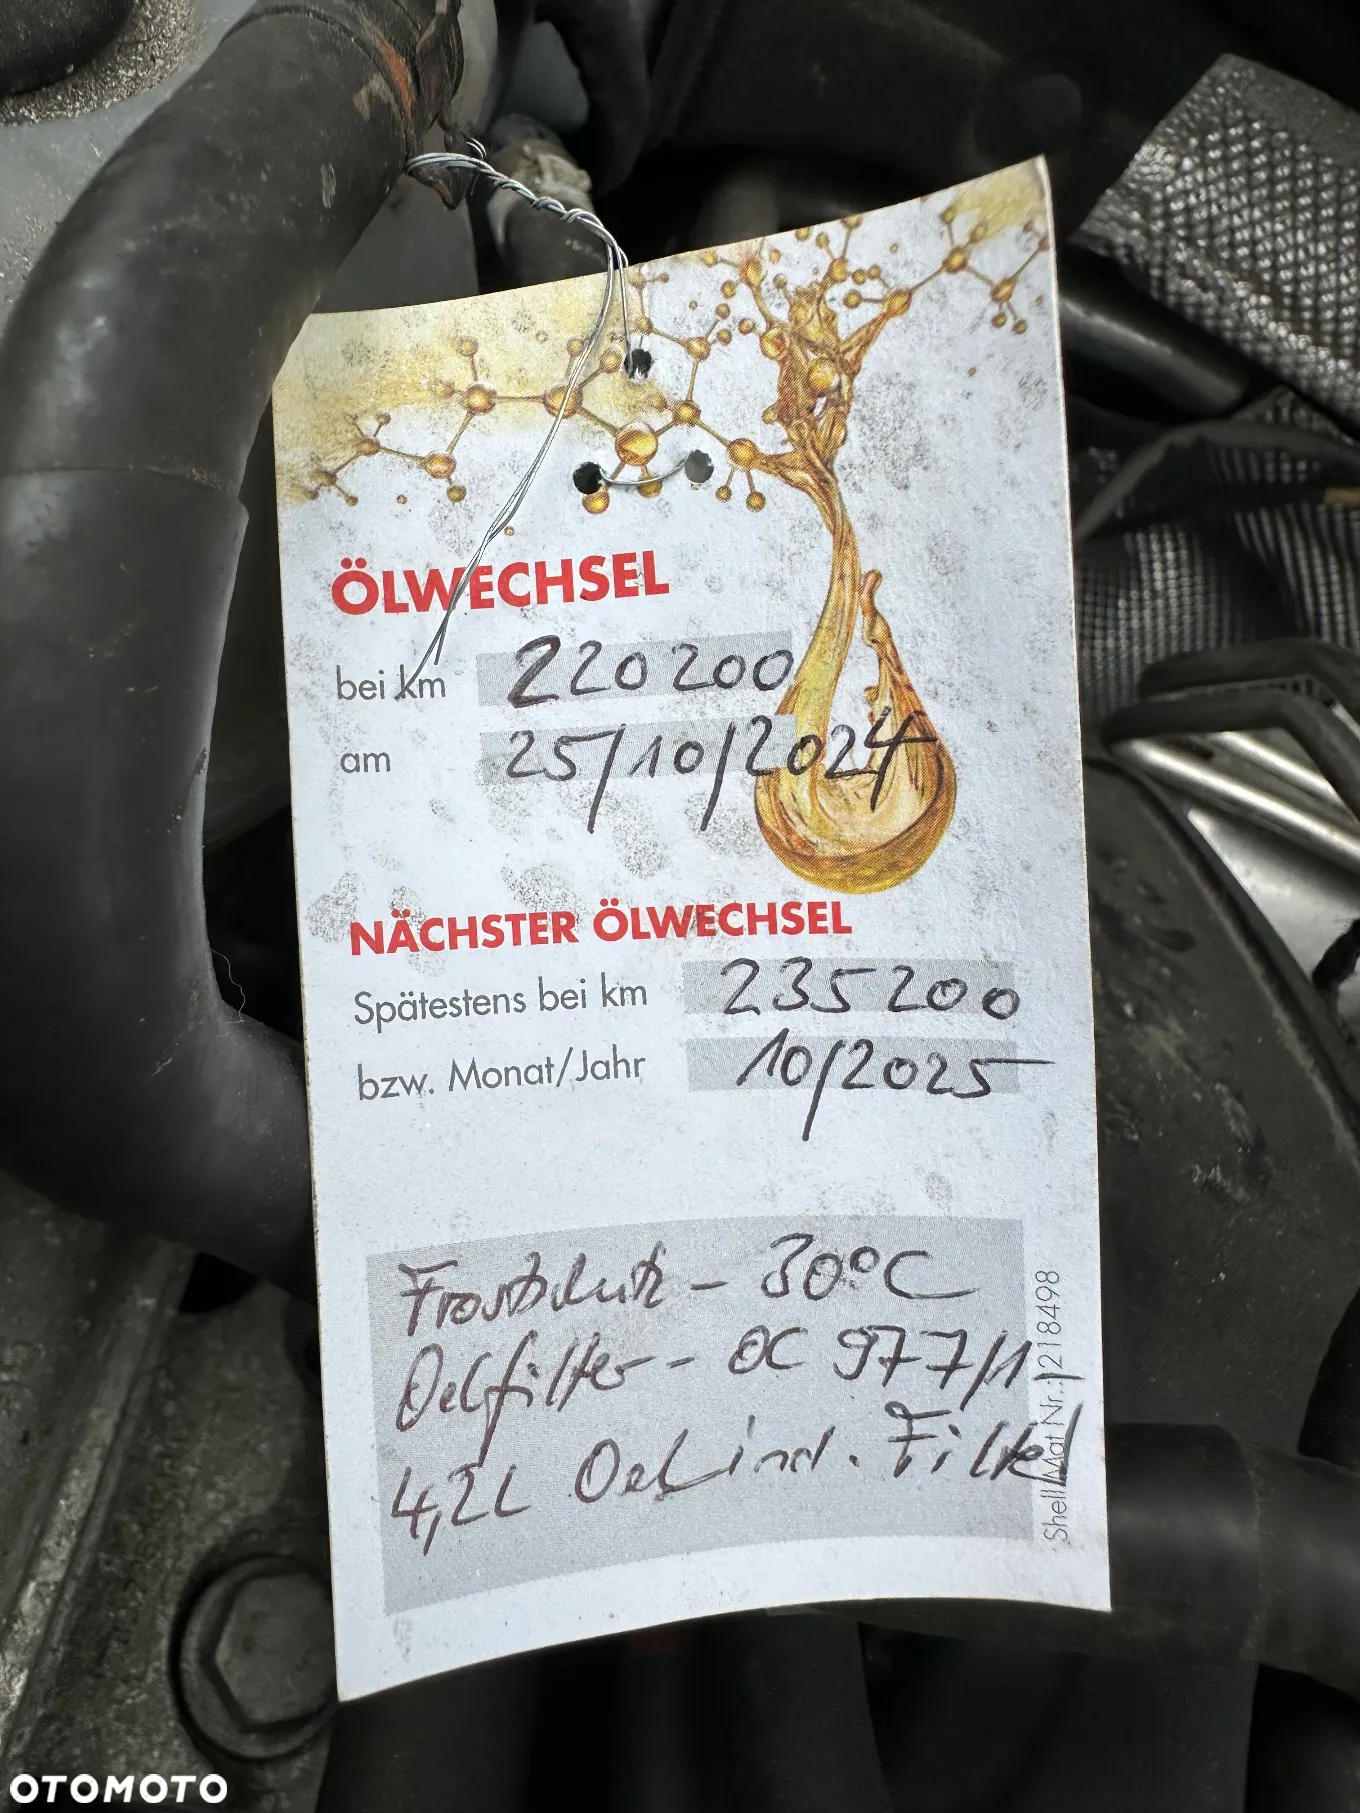 ÖLWECHSEL
bei km 220200
am 25/10/2024
NÄCHSTER ÖLWECHSEL
Spätestens bei km 235200
bzw. Monat/Jahr 10/2025
Frostschutz - 30°C
Oelfilter - OC 977/1
4,2L Oel incl. Filter
Shell Mat Nr.: 218498
OTOMOTO